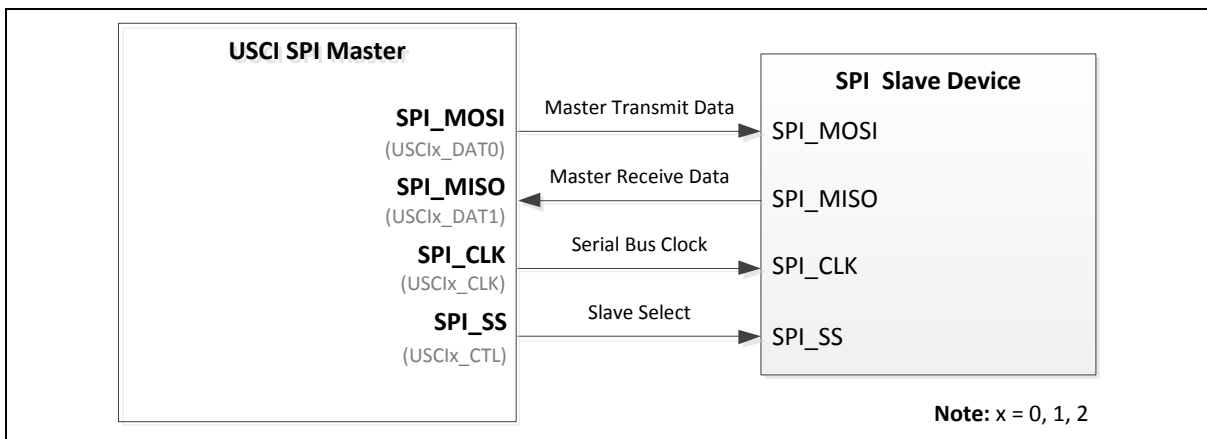 USCI SPI Master
SPI_MOSI
(USCIx_DAT0)
SPI_MISO
(USCIx_DAT1)
SPI_CLK
(USCIx_CLK)
SPI_SS
(USCIx_CTL)
Master Transmit Data
Master Receive Data
Serial Bus Clock
Slave Select
SPI Slave Device
SPI_MOSI
SPI_MISO
SPI_CLK
SPI_SS
Note: x = 0, 1, 2